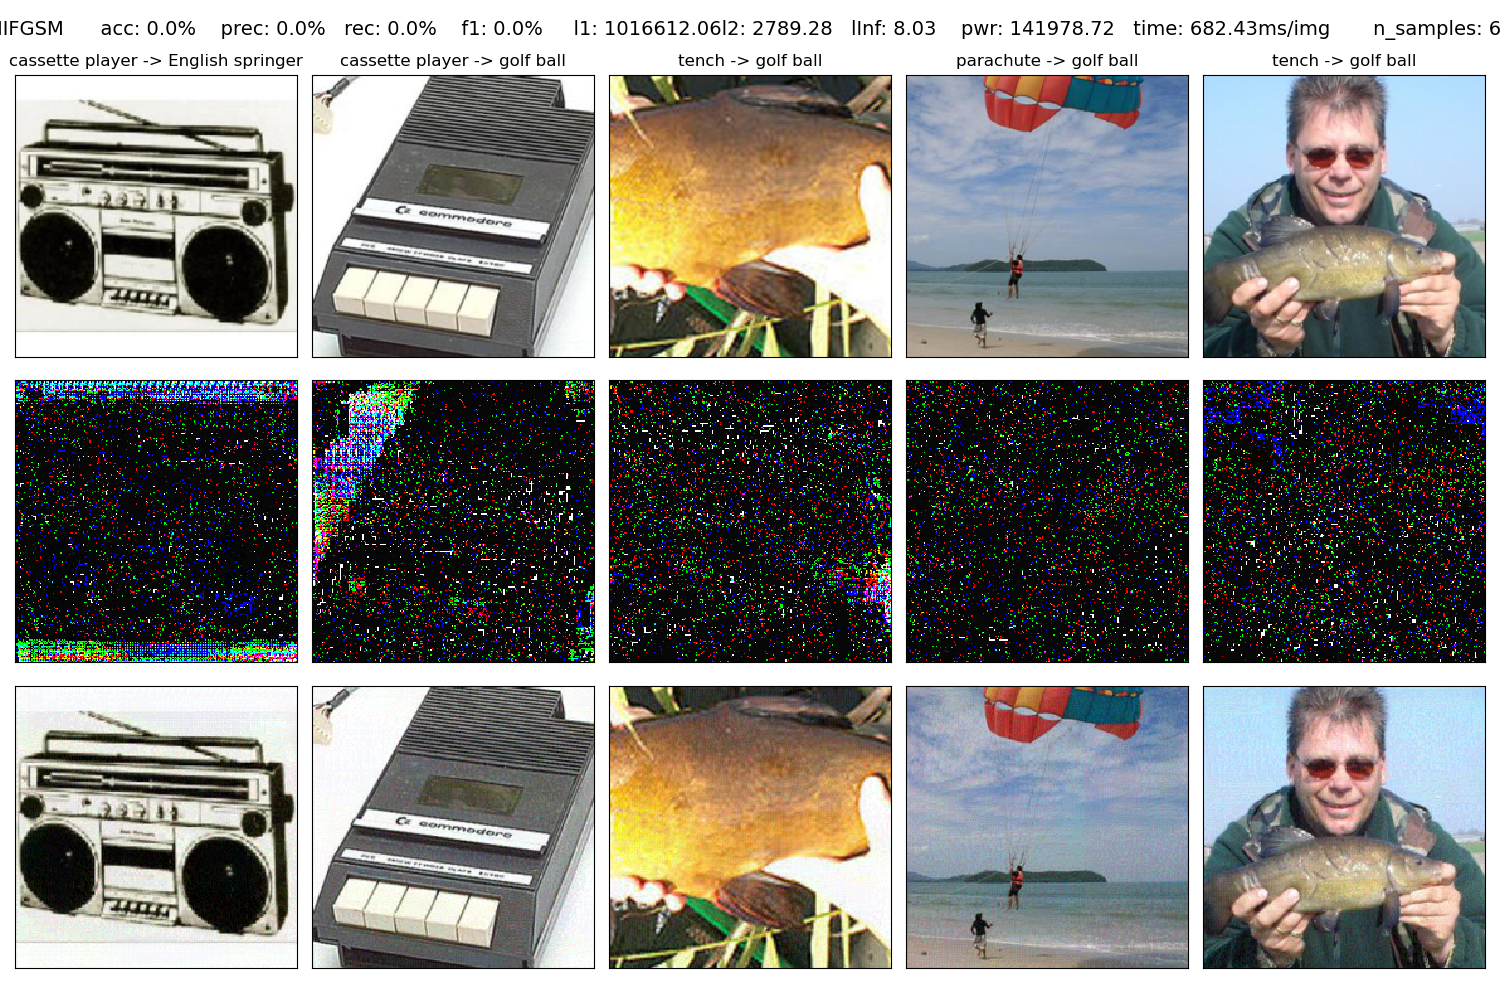 IIFGSM acc: 0.0% prec: 0.0% rec: 0.0% f1: 0.0% l1: 1016612.06l2: 2789.28 lInf: 8.03 pwr: 141978.72 time: 682.43ms/img n_samples: 6
cassette player -> English springer
cassette player -> golf ball
tench -> golf ball
parachute -> golf ball
tench -> golf ball
commodore
commodore